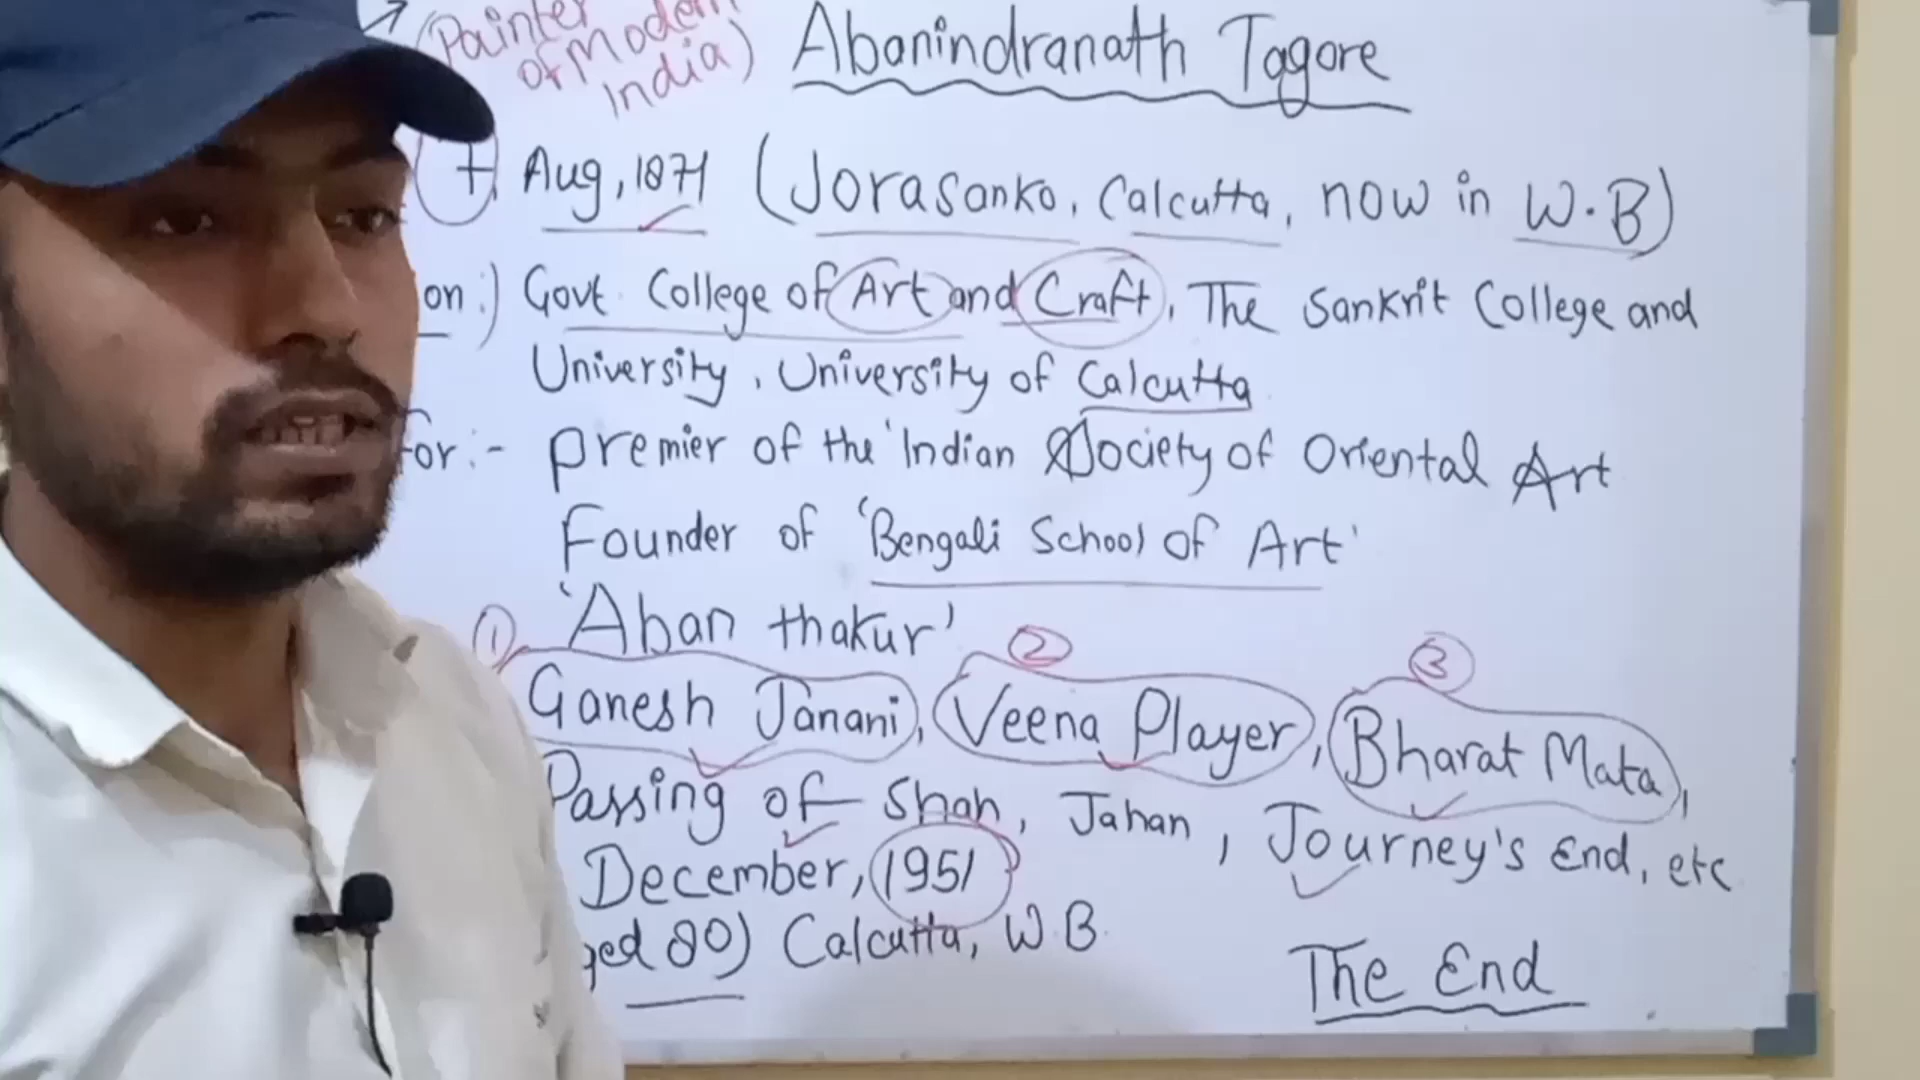 (Painter
of Modern
India)
Abanindranath Tagore
7 Aug, 1871 (Jorasanko, Calcutta, now in W.B)
on:) Govt. College of Art and Craft, The Sankrit College and
University, University of Calcutta
for:- Premier of the 'Indian Society of Oriental Art
Founder of 'Bengali School of Art'
'Aban thakur'
① ② ③
Ganesh Janani, Veena Player, Bharat Mata,
Passing of Shah, Jahan, Journey's End, etc
December, 1951
ged 80) Calcutta, W.B.
The End